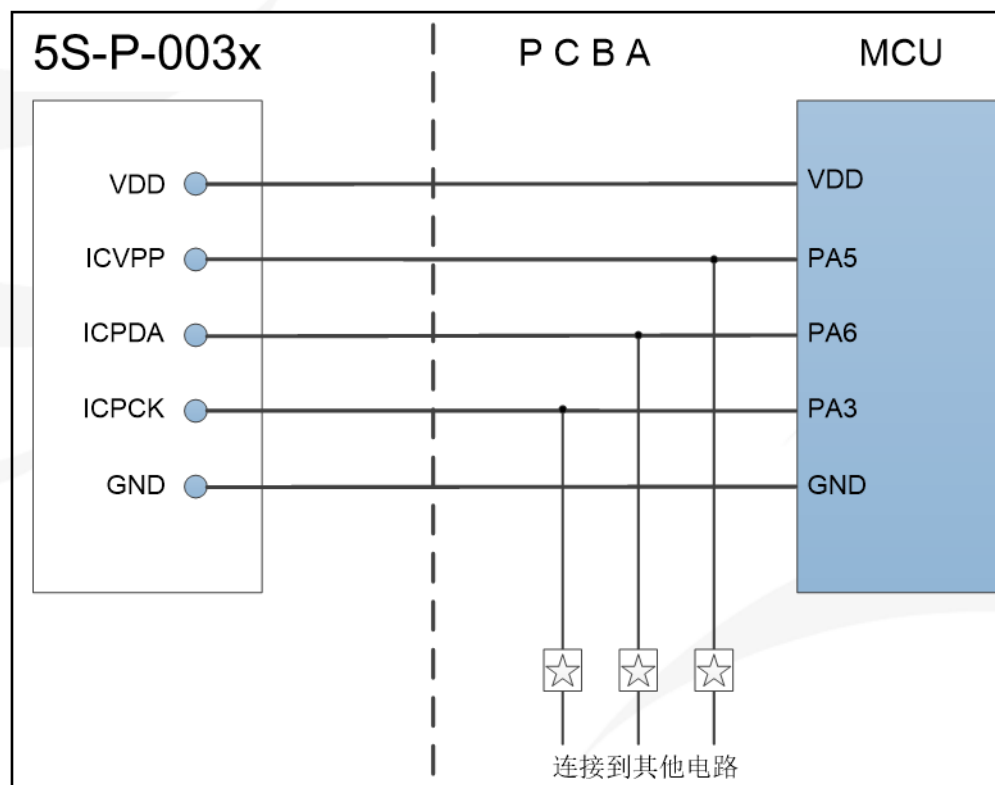 5S-P-003x
P C B A
MCU
VDD
VDD
ICVPP
PA5
ICPDA
PA6
ICPCK
PA3
GND
GND
连接到其他电路